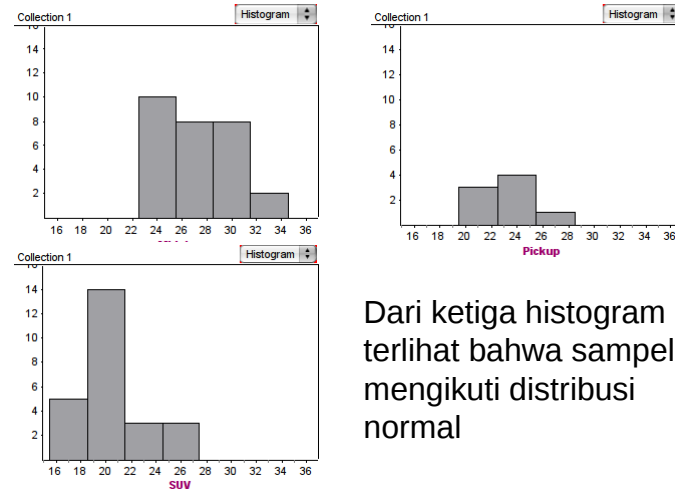 Collection 1
Histogram
14
12
10
8
6
4
2
16 18 20 22 24 26 28 30 32 34 36
Collection 1
Histogram
14
12
10
8
6
4
2
16 18 20 22 24 26 28 30 32 34 36
Pickup
Collection 1
Histogram
14
12
10
8
6
4
2
16 18 20 22 24 26 28 30 32 34 36
SUV
Dari ketiga histogram
terlihat bahwa sampel
mengikuti distribusi
normal